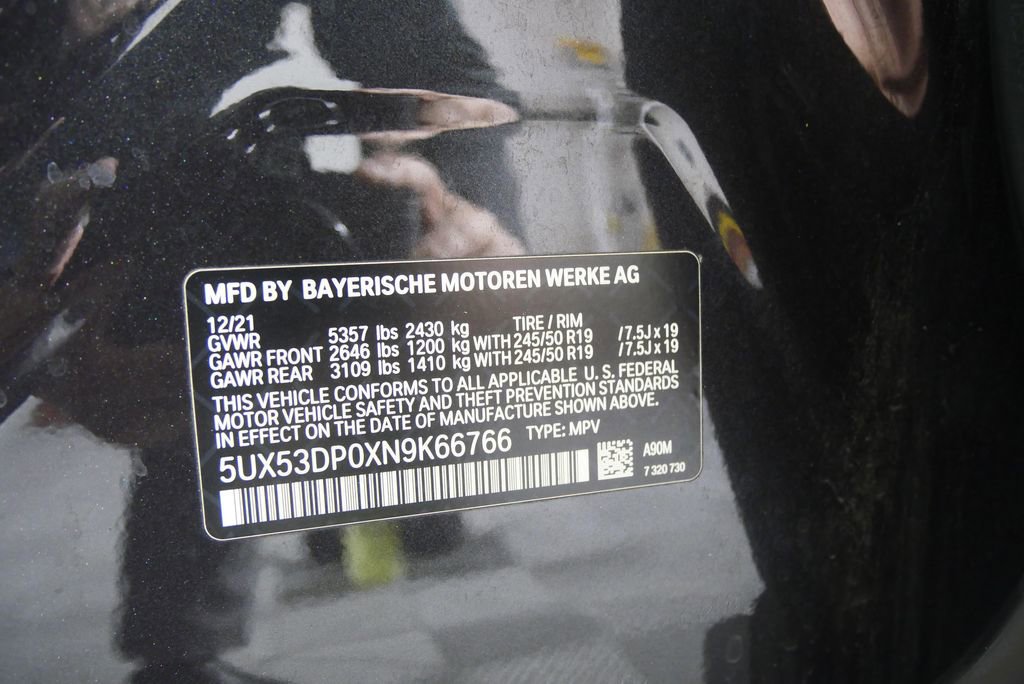 MFD BY BAYERISCHE MOTOREN WERKE AG
12/21 TIRE / RIM
GVWR 5357 lbs 2430 kg
GAWR FRONT 2646 lbs 1200 kg WITH 245/50 R19 /7.5J x 19
GAWR REAR 3109 lbs 1410 kg WITH 245/50 R19 /7.5J x 19
THIS VEHICLE CONFORMS TO ALL APPLICABLE U.S. FEDERAL
MOTOR VEHICLE SAFETY AND THEFT PREVENTION STANDARDS
IN EFFECT ON THE DATE OF MANUFACTURE SHOWN ABOVE.
5UX53DP0XN9K66766 TYPE: MPV
A90M
7 320 730